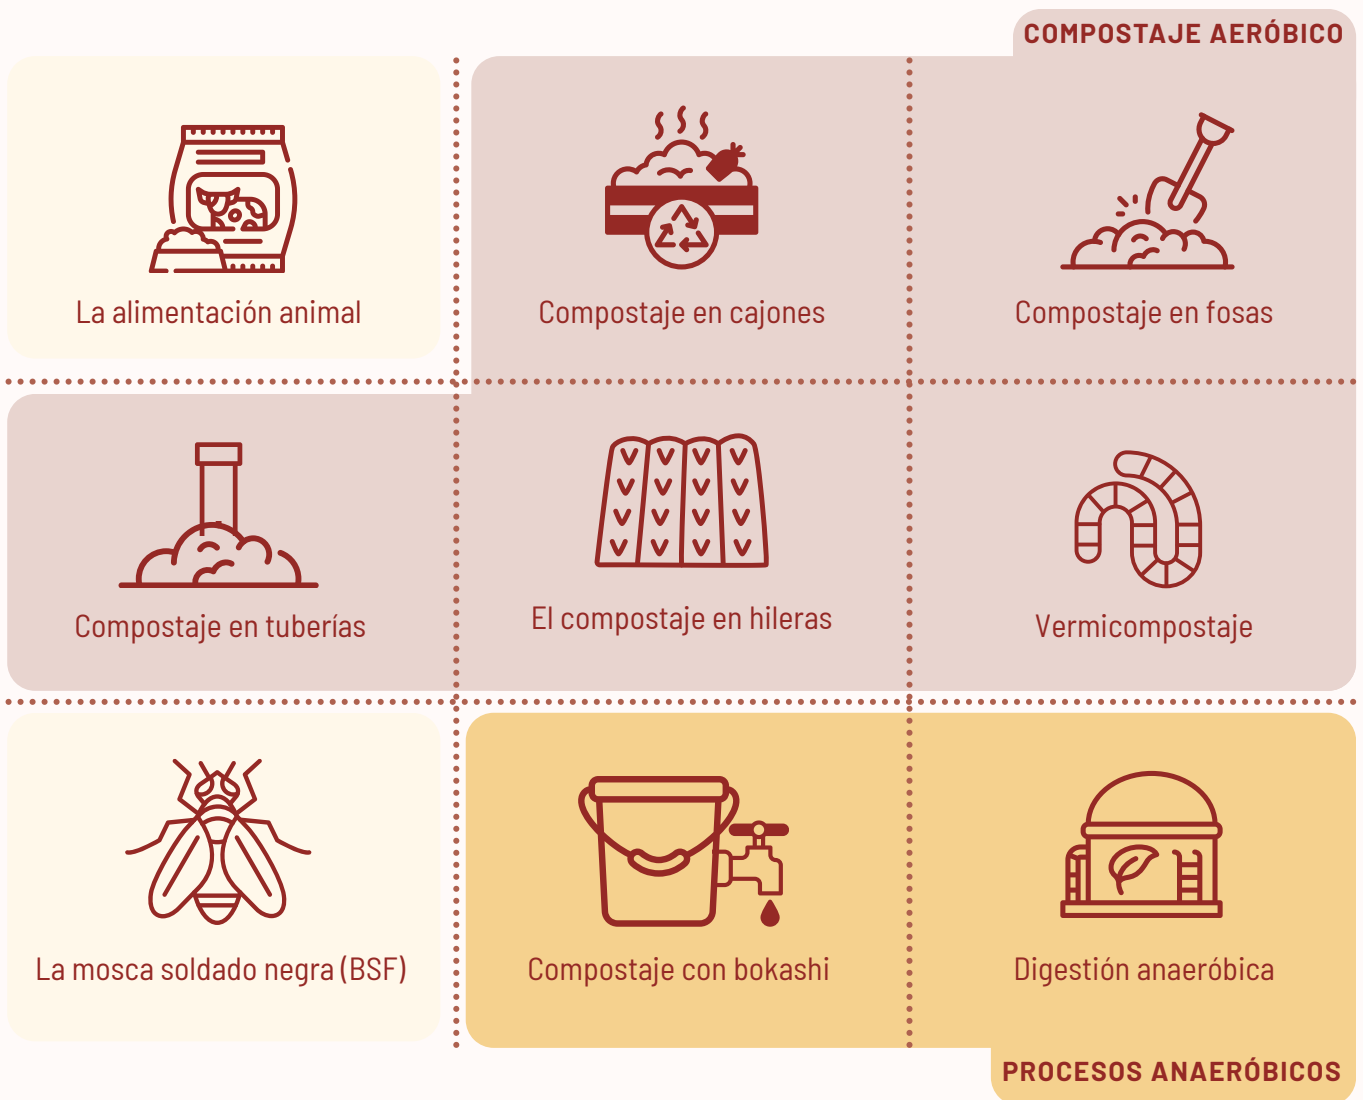 COMPOSTAJE AERÓBICO
La alimentación animal
Compostaje en cajones
Compostaje en fosas
Compostaje en tuberías
El compostaje en hileras
Vermicompostaje
La mosca soldado negra (BSF)
Compostaje con bokashi
Digestión anaeróbica
PROCESOS ANAERÓBICOS